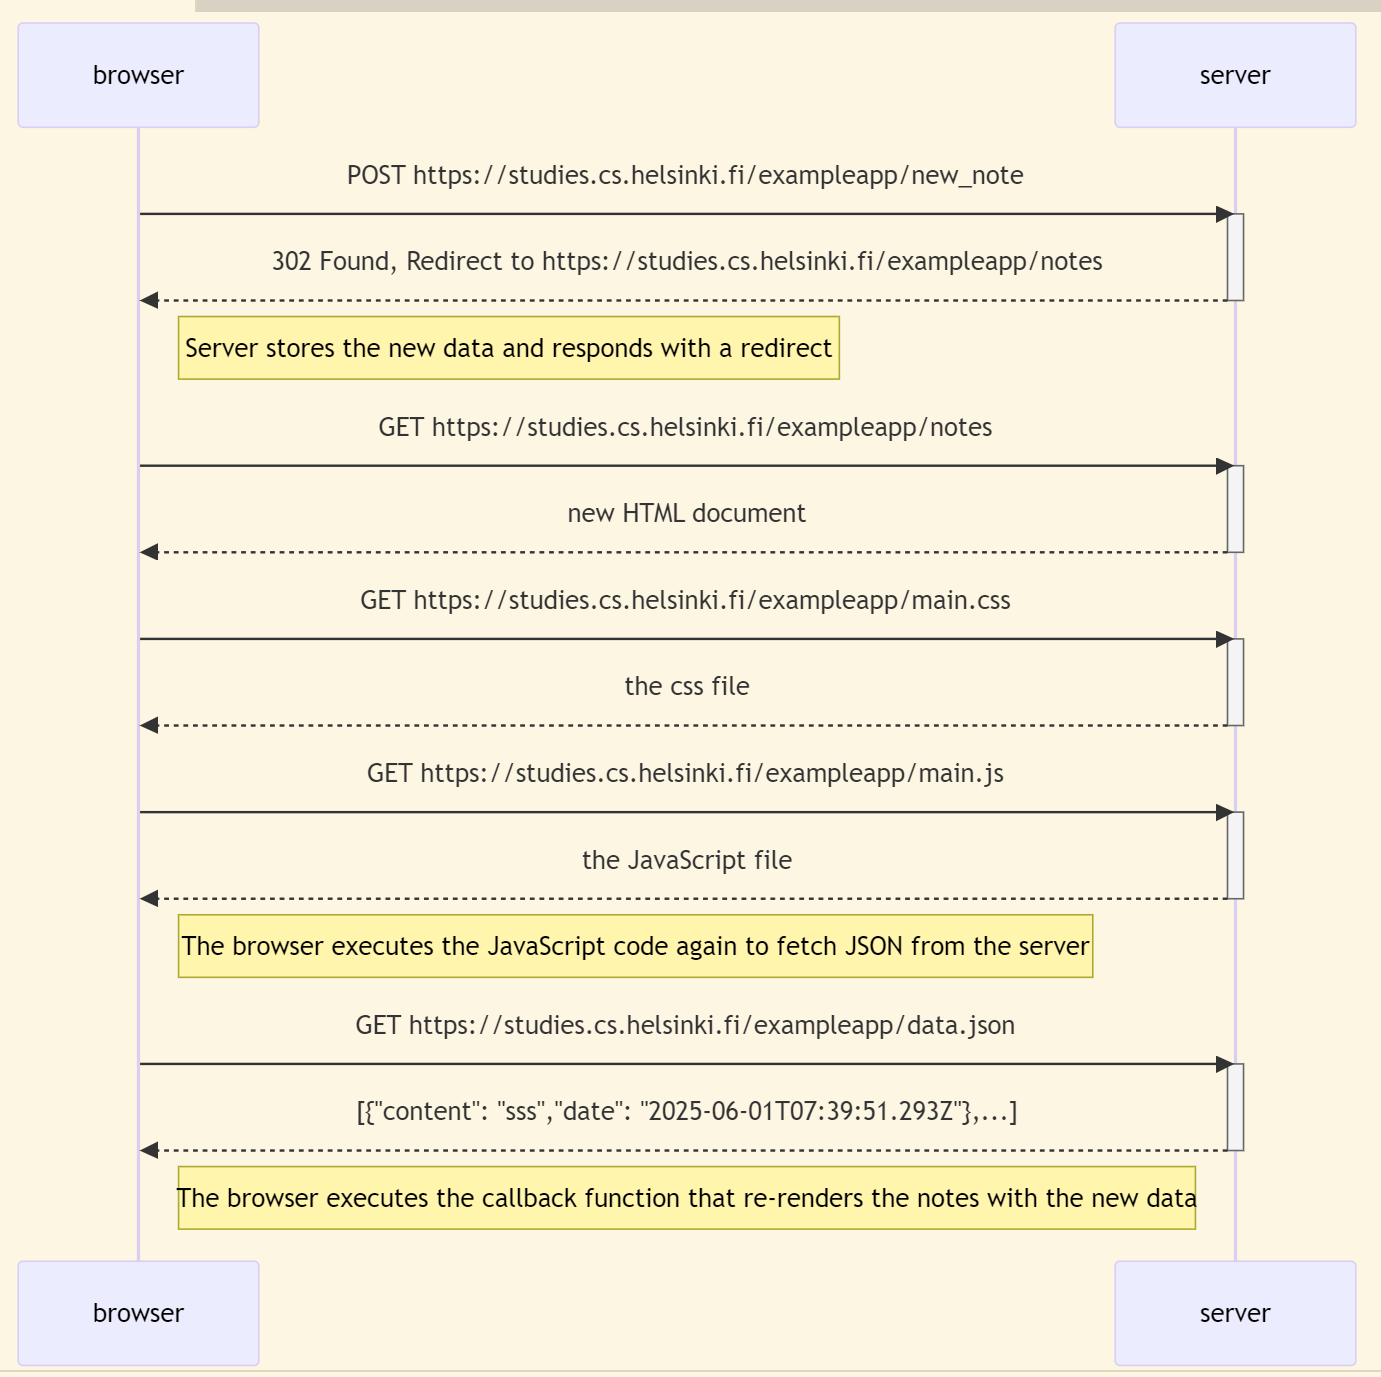 browser
server
POST https://studies.cs.helsinki.fi/exampleapp/new_note
302 Found, Redirect to https://studies.cs.helsinki.fi/exampleapp/notes
Server stores the new data and responds with a redirect
GET https://studies.cs.helsinki.fi/exampleapp/notes
new HTML document
GET https://studies.cs.helsinki.fi/exampleapp/main.css
the css file
GET https://studies.cs.helsinki.fi/exampleapp/main.js
the JavaScript file
The browser executes the JavaScript code again to fetch JSON from the server
GET https://studies.cs.helsinki.fi/exampleapp/data.json
[{"content": "sss","date": "2025-06-01T07:39:51.293Z"},...]
The browser executes the callback function that re-renders the notes with the new data
browser
server